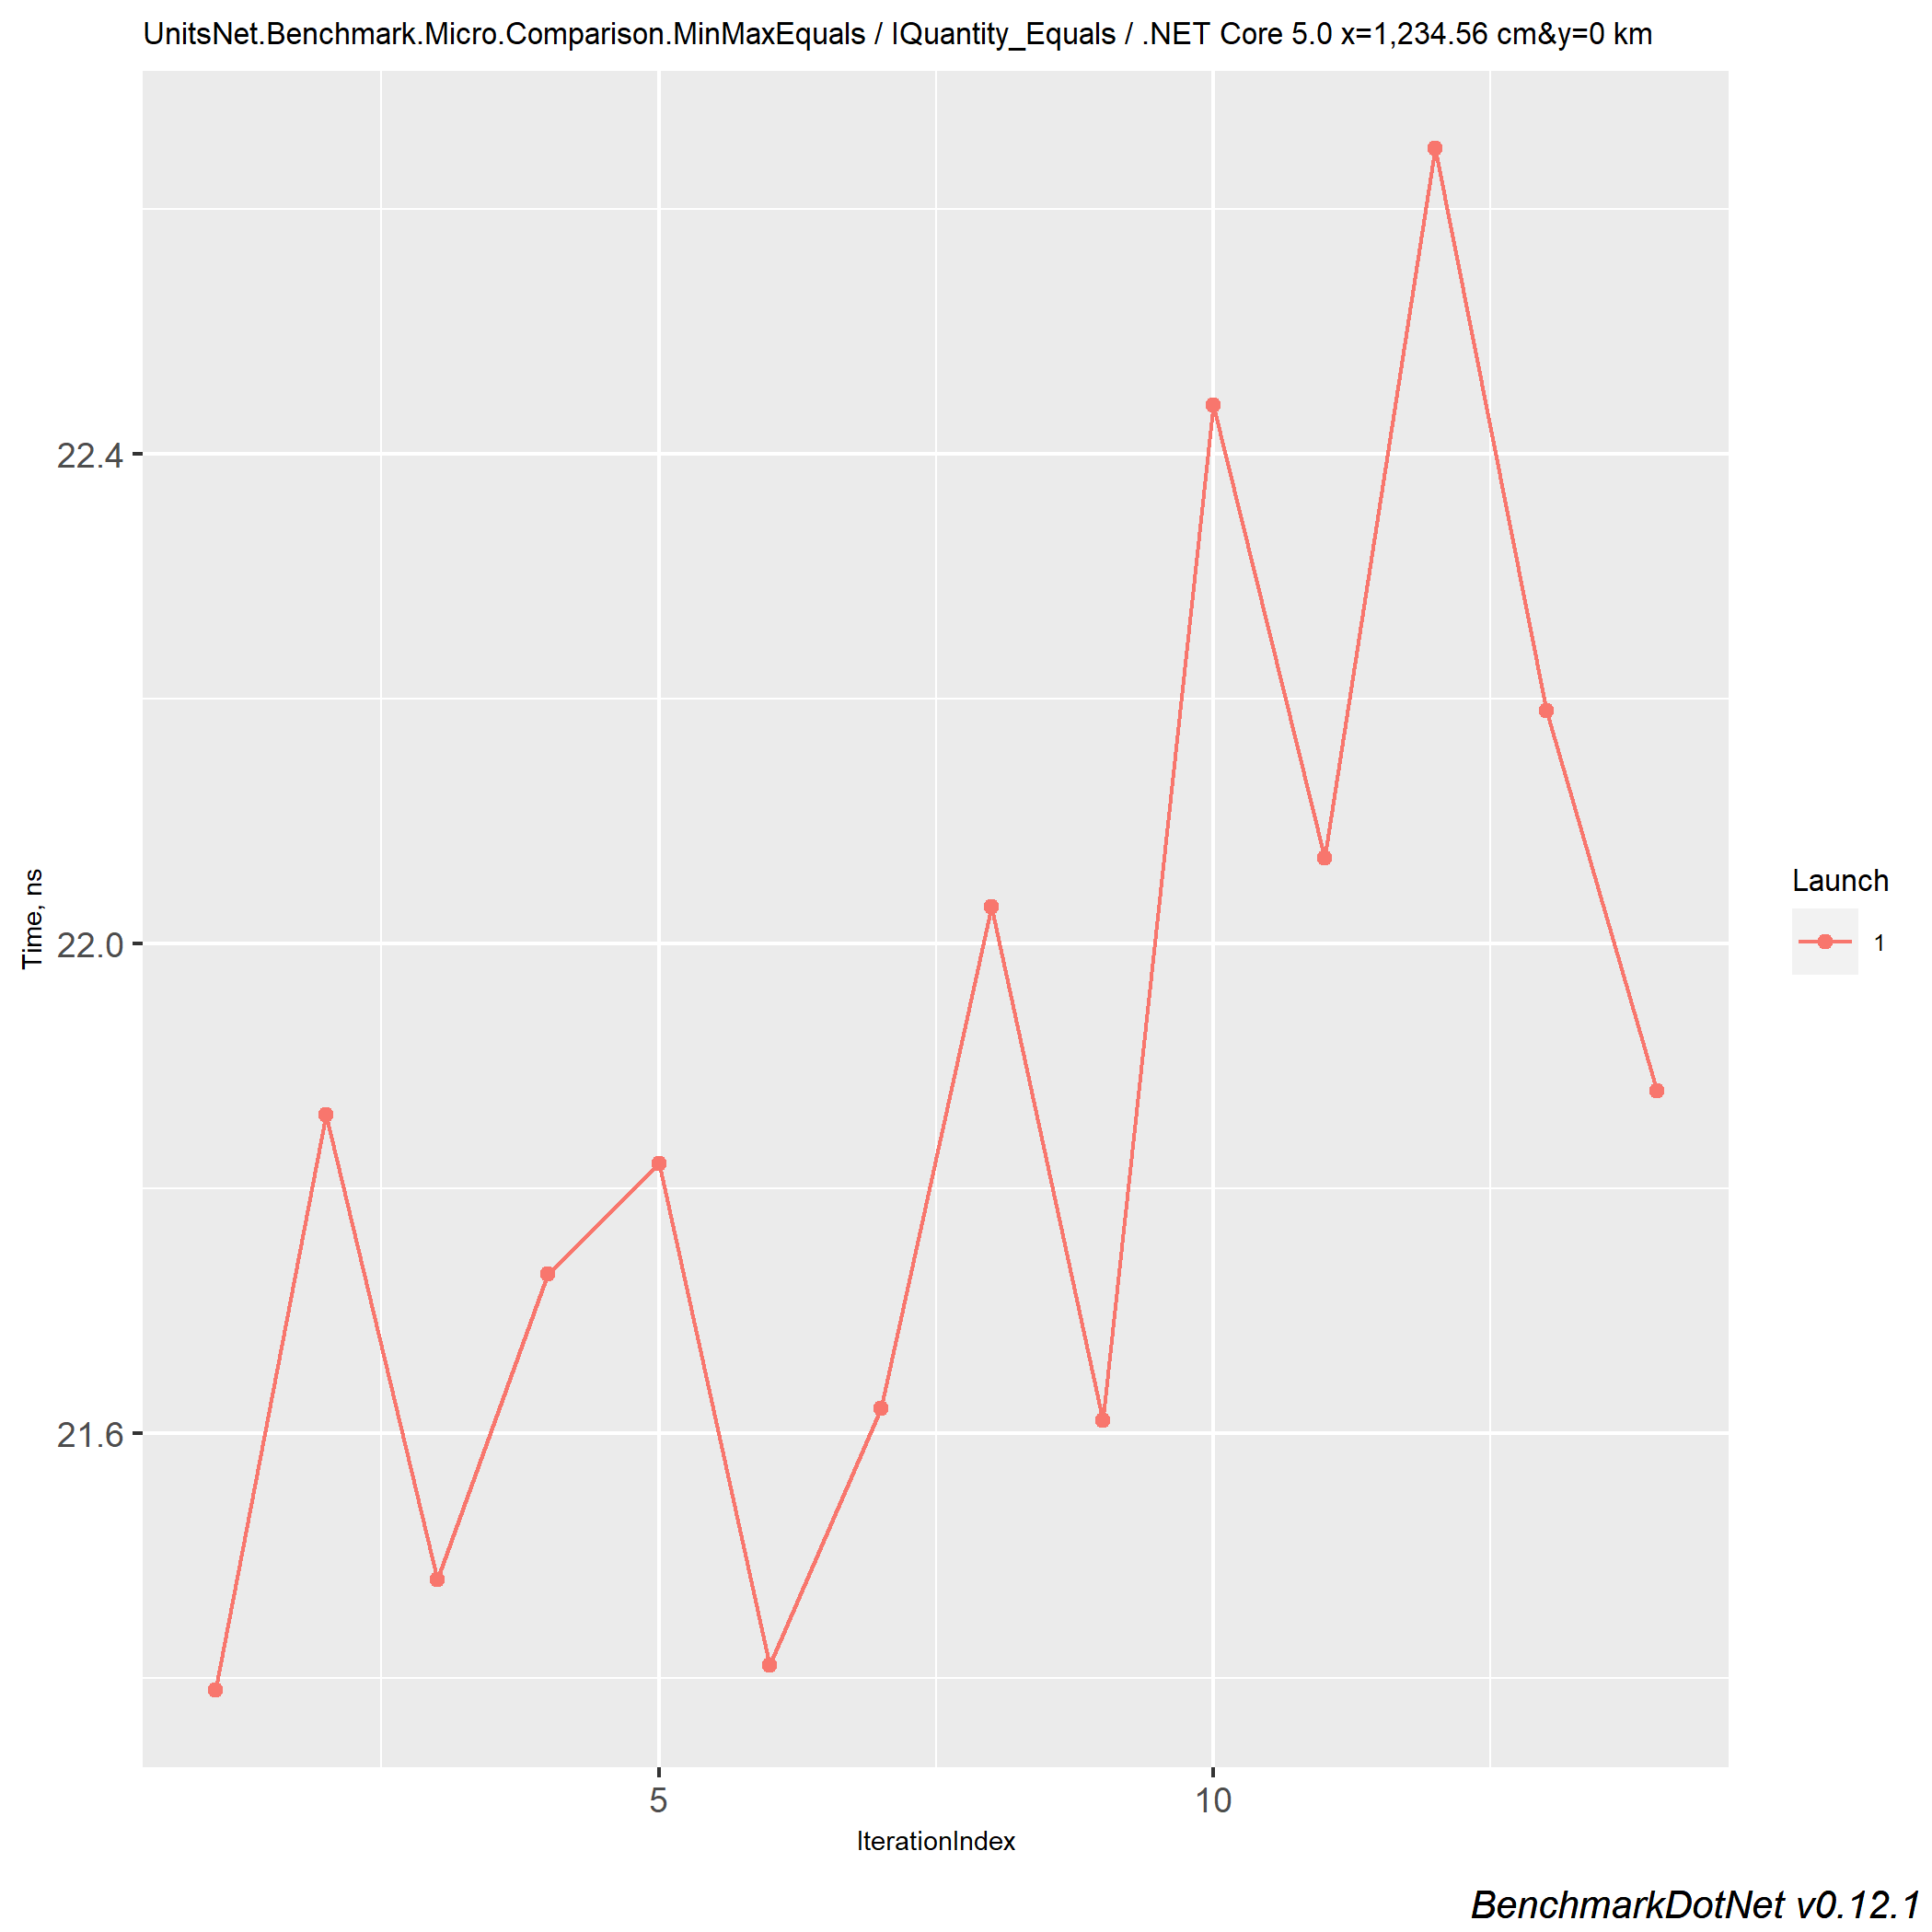 UnitsNet.Benchmark.Micro.Comparison.MinMaxEquals / IQuantity_Equals / .NET Core 5.0 x=1,234.56 cm&y=0 km
22.4
22.0
21.6
Time, ns
5
10
IterationIndex
Launch
1
BenchmarkDotNet v0.12.1